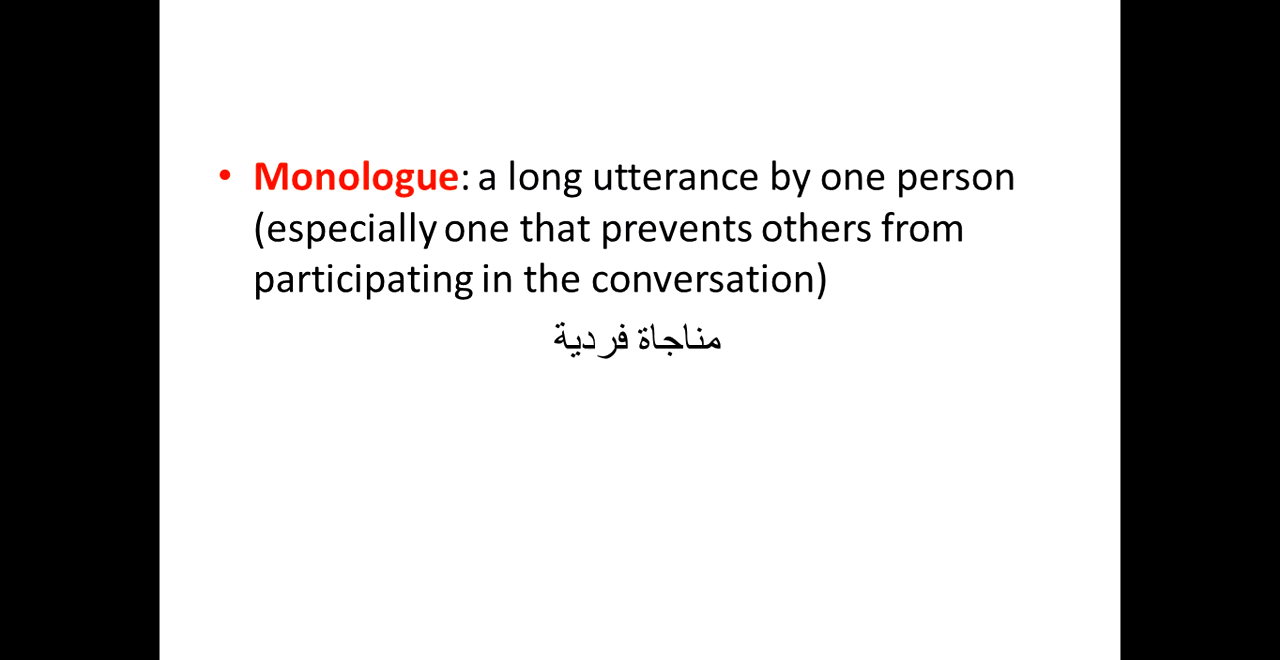 • Monologue: a long utterance by one person
(especially one that prevents others from
participating in the conversation)
مناجاة فردية